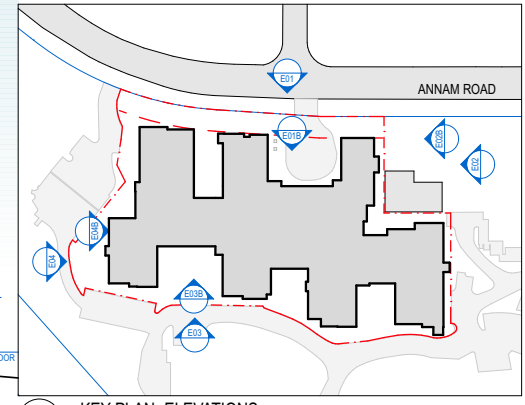 E01
ANNAM ROAD
E01B
E02B
E02
E04B
E04
E03B
E03
OOR
KEY PLAN- ELEVATIONS